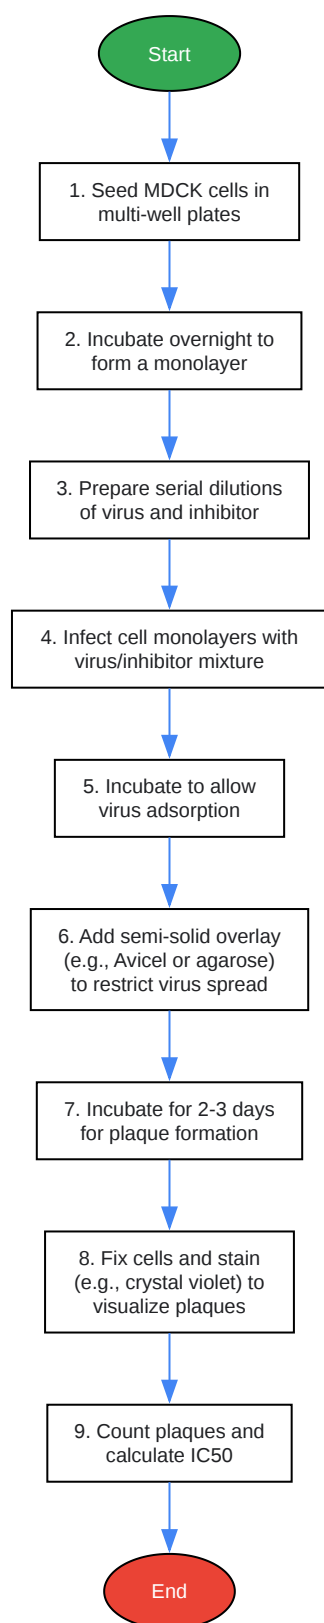 Start
1. Seed MDCK cells in
multi-well plates
2. Incubate overnight to
form a monolayer
3. Prepare serial dilutions
of virus and inhibitor
4. Infect cell monolayers with
virus/inhibitor mixture
5. Incubate to allow
virus adsorption
6. Add semi-solid overlay
(e.g., Avicel or agarose)
to restrict virus spread
7. Incubate for 2-3 days
for plaque formation
8. Fix cells and stain
(e.g., crystal violet) to
visualize plaques
9. Count plaques and
calculate IC50
End